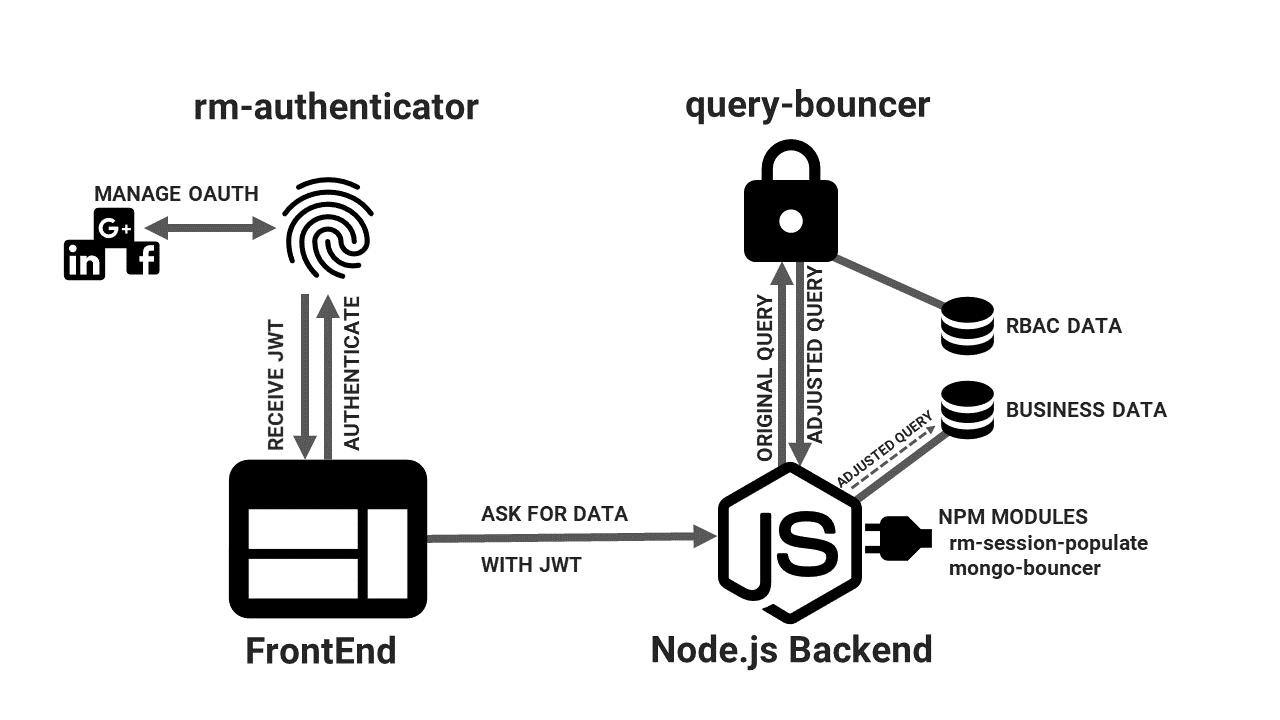 rm-authenticator
query-bouncer
MANAGE OAUTH
G+
in
f
RECEIVE JWT
AUTHENTICATE
ORIGINAL QUERY
ADJUSTED QUERY
RBAC DATA
BUSINESS DATA
ADJUSTED QUERY
ASK FOR DATA
WITH JWT
JS
NPM MODULES
rm-session-populate
mongo-bouncer
FrontEnd
Node.js Backend